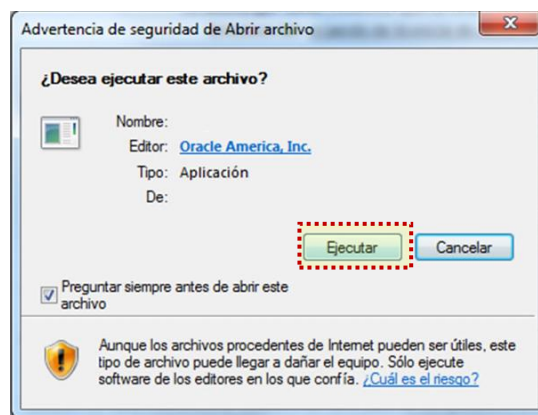 Advertencia de seguridad de Abrir archivo
¿Desea ejecutar este archivo?
Nombre:
Editor: Oracle America, Inc.
Tipo: Aplicación
De:
Ejecutar Cancelar
Preguntar siempre antes de abrir este
archivo
Aunque los archivos procedentes de Internet pueden ser útiles, este
tipo de archivo puede llegar a dañar el equipo. Sólo ejecute
software de los editores en los que confía. ¿Cuál es el riesgo?